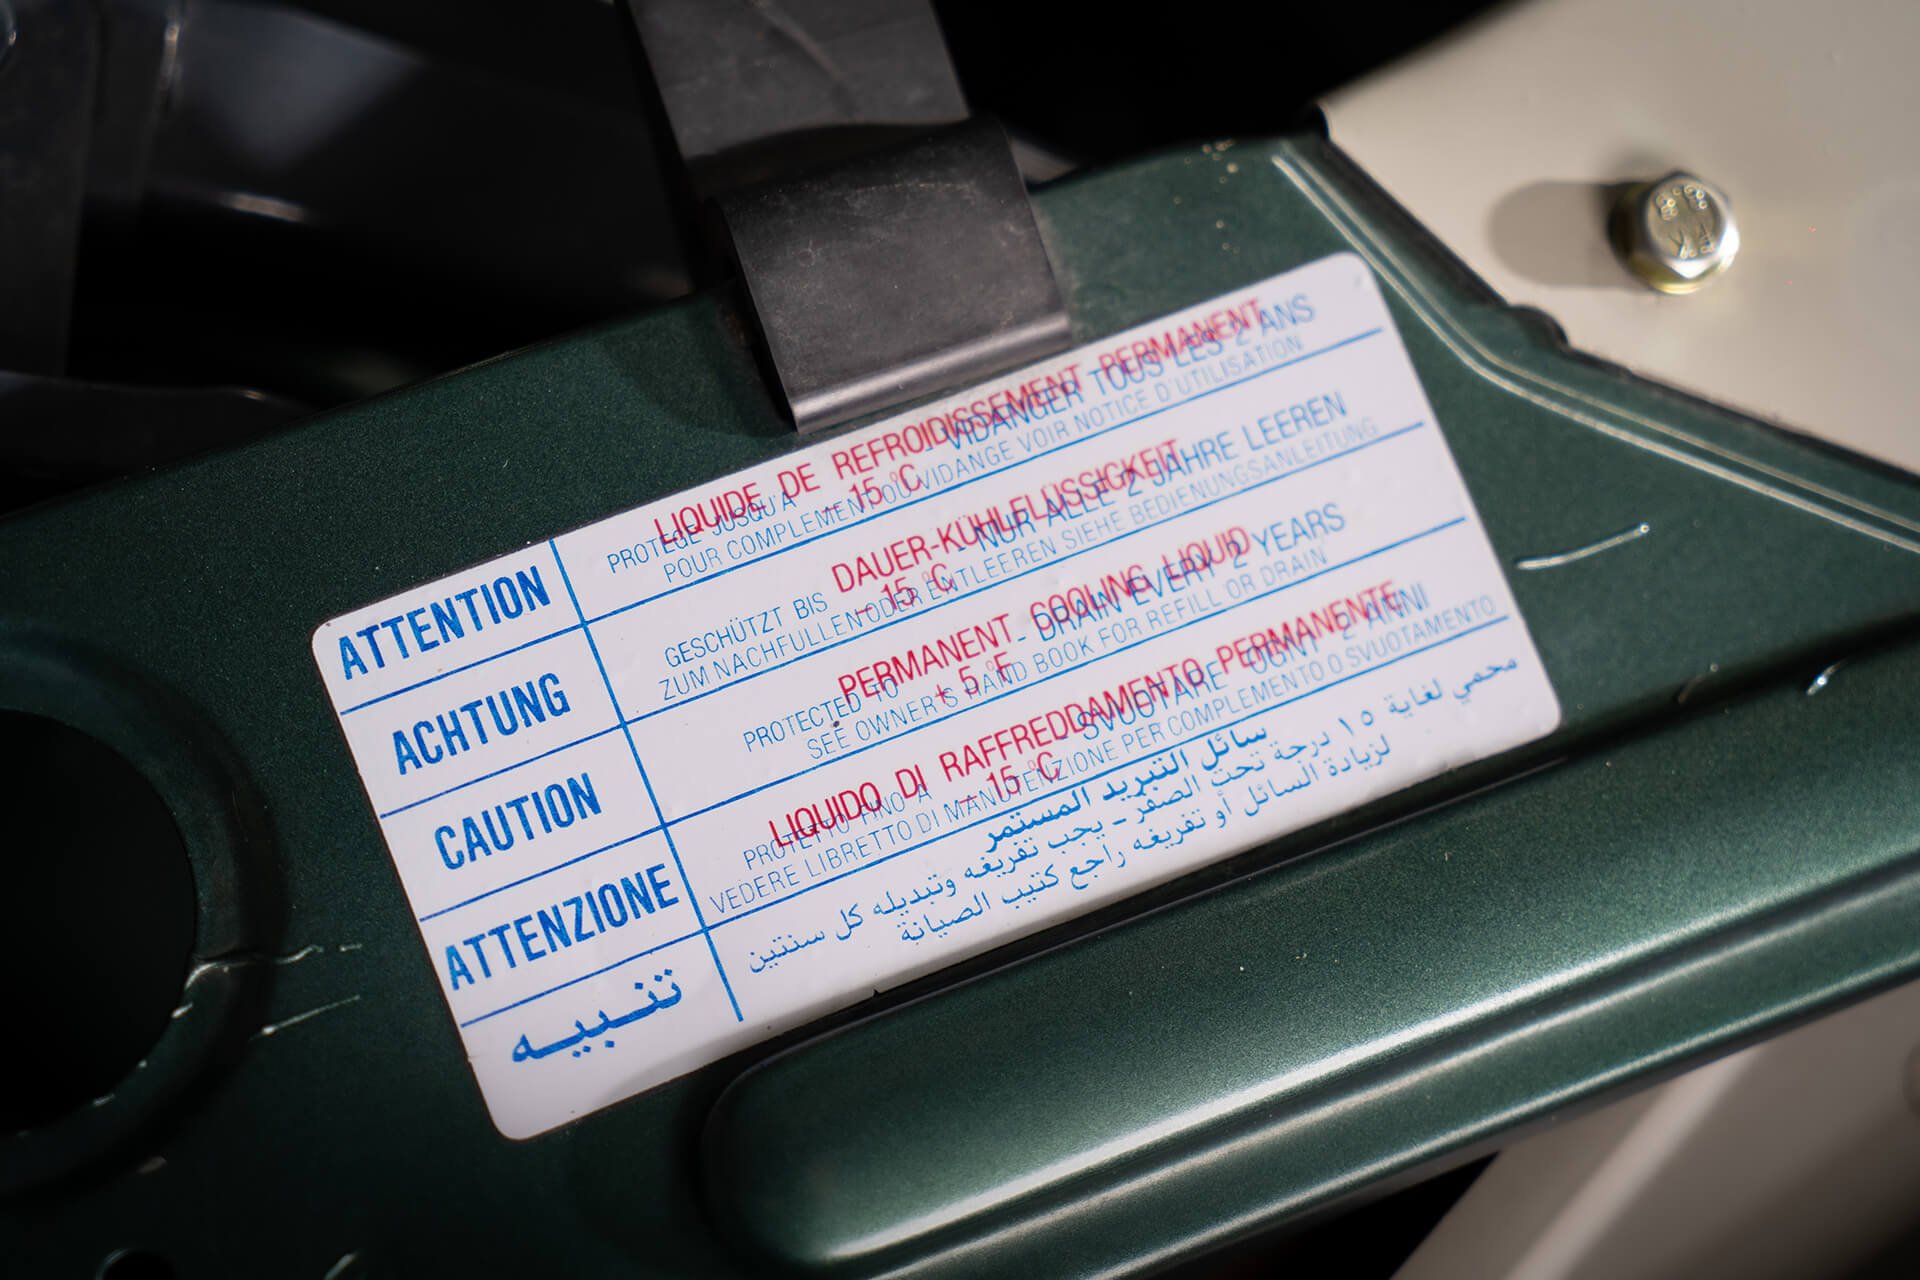 ATTENTION
LIQUIDE DE REFROIDISSEMENT PERMANENT
PROTEGE JUSQU'A – 15 °C - VIDANGER TOUS LES 2 ANS
POUR COMPLEMENT OU VIDANGE VOIR NOTICE D'UTILISATION
ACHTUNG
DAUER-KÜHLFLÜSSIGKEIT
GESCHÜTZT BIS – 15 °C - NUR ALLE 2 JAHRE LEEREN
ZUM NACHFULLEN ODER ENTLEEREN SIEHE BEDIENUNGSANLEITUNG
CAUTION
PERMANENT COOLING LIQUID
PROTECTED TO + 5 °F - DRAIN EVERY 2 YEARS
SEE OWNER'S HAND BOOK FOR REFILL OR DRAIN
ATTENZIONE
LIQUIDO DI RAFFREDDAMENTO PERMANENTE
PROTETTO FINO A – 15 °C - SVUOTARE OGNI 2 ANNI
VEDERE LIBRETTO DI MANUTENZIONE PER COMPLEMENTO O SVUOTAMENTO
تنبيه
سائل التبريد المستمر
محمي لغاية ١٥ درجة تحت الصفر - يجب تفريغه وتبديله كل سنتين
لزيادة السائل أو تفريغه راجع كتيب الصيانة